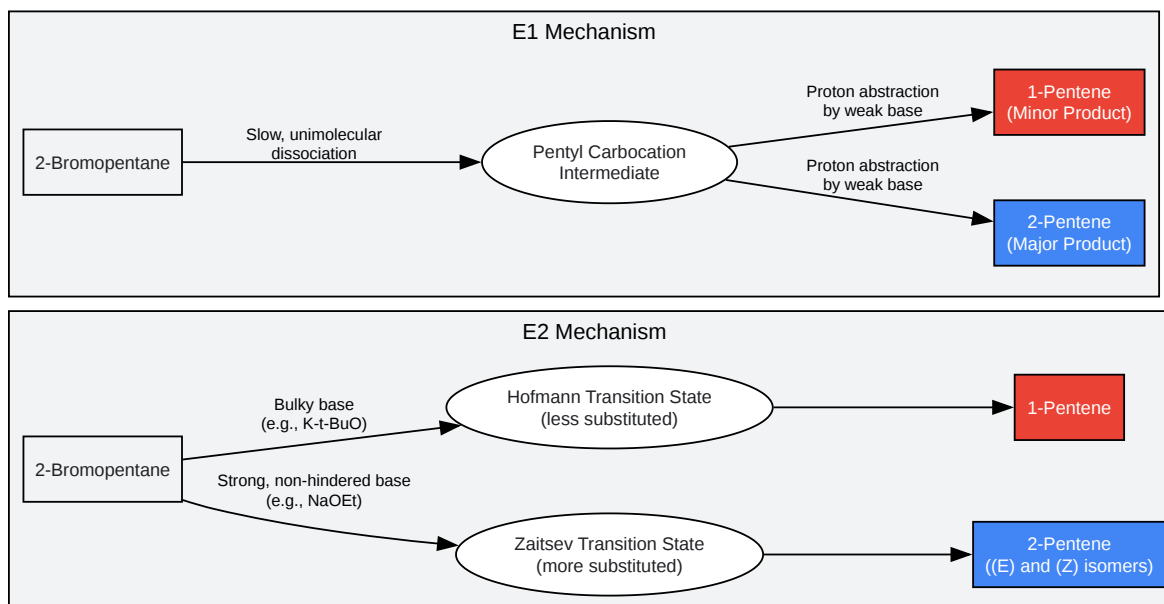 E1 Mechanism
2-Bromopentane
Slow, unimolecular
dissociation
Pentyl Carbocation
Intermediate
Proton abstraction
by weak base
1-Pentene
(Minor Product)
Proton abstraction
by weak base
2-Pentene
(Major Product)
E2 Mechanism
2-Bromopentane
Bulky base
(e.g., K-t-BuO)
Hofmann Transition State
(less substituted)
1-Pentene
Strong, non-hindered base
(e.g., NaOEt)
Zaitsev Transition State
(more substituted)
2-Pentene
((E) and (Z) isomers)